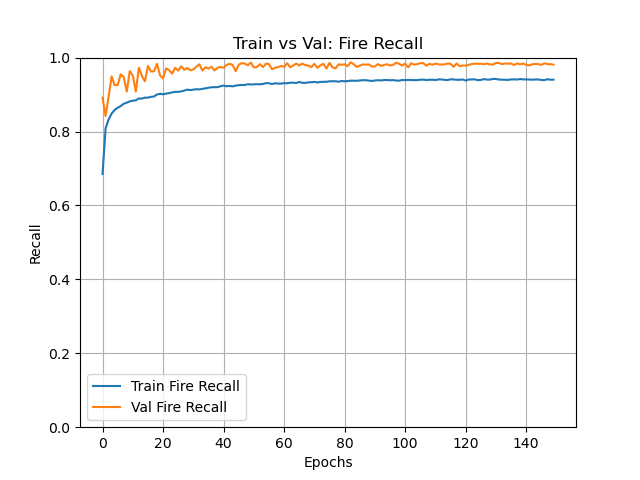 Train vs Val: Fire Recall
1.0
0.8
0.6
0.4
0.2
0.0
Recall
Train Fire Recall
Val Fire Recall
0 20 40 60 80 100 120 140
Epochs